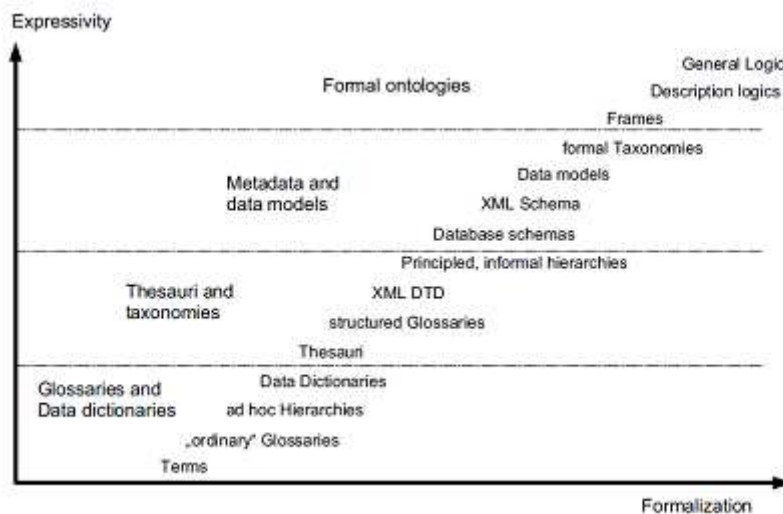 Expressivity
General Logic
Formal ontologies
Description logics
Frames
formal Taxonomies
Data models
Metadata and
data models
XML Schema
Database schemas
Principled, informal hierarchies
Thesauri and
taxonomies
XML DTD
structured Glossaries
Thesauri
Data Dictionaries
Glossaries and
Data dictionaries
ad hoc Hierarchies
„ordinary“ Glossaries
Terms
Formalization